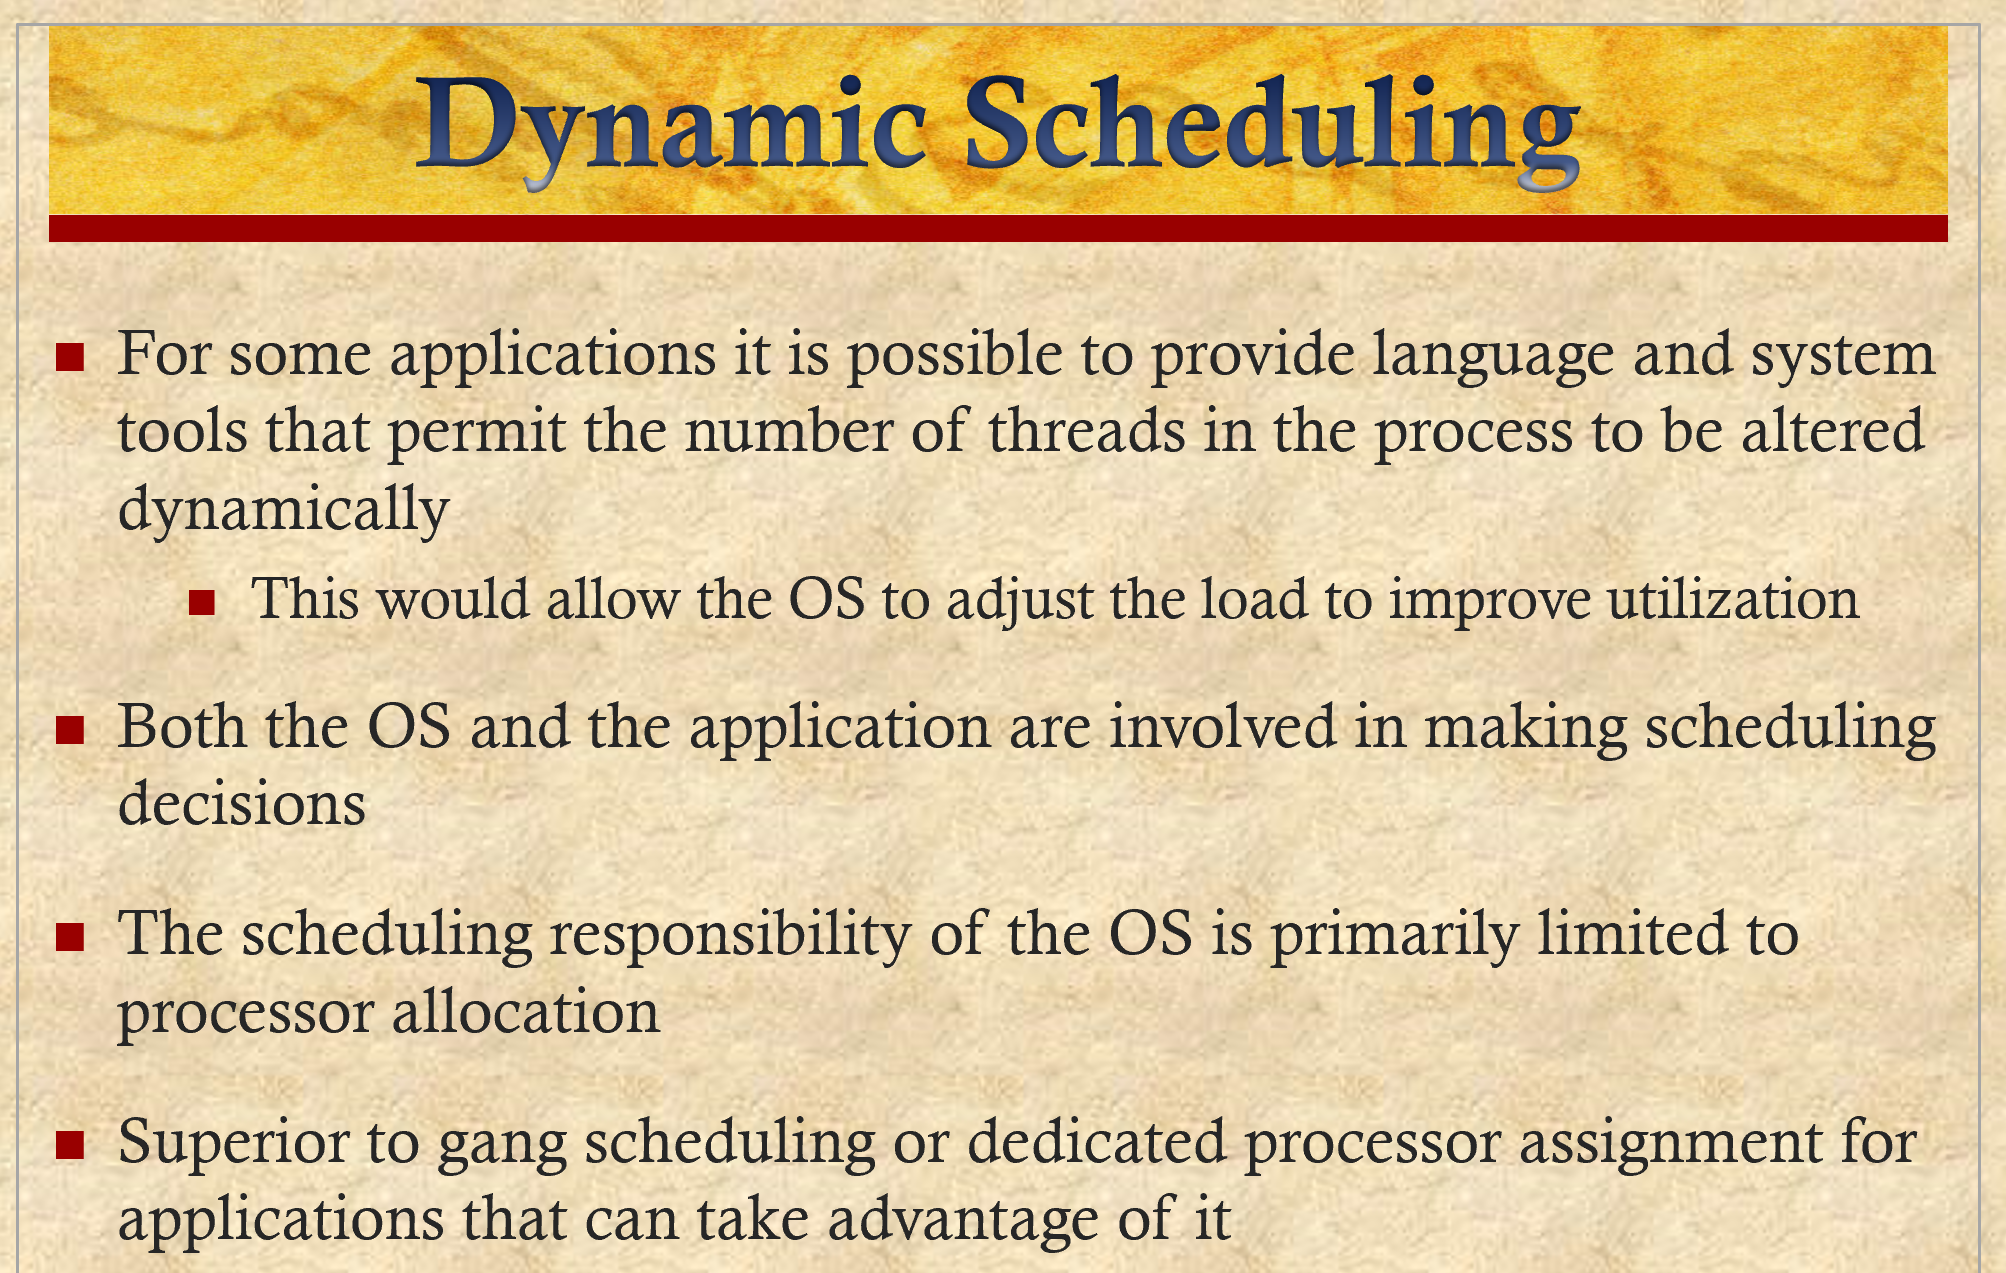 Dynamic Scheduling
For some applications it is possible to provide language and system
tools that permit the number of threads in the process to be altered
dynamically
This would allow the OS to adjust the load to improve utilization
Both the OS and the application are involved in making scheduling
decisions
The scheduling responsibility of the OS is primarily limited to
processor allocation
Superior to gang scheduling or dedicated processor assignment for
applications that can take advantage of it